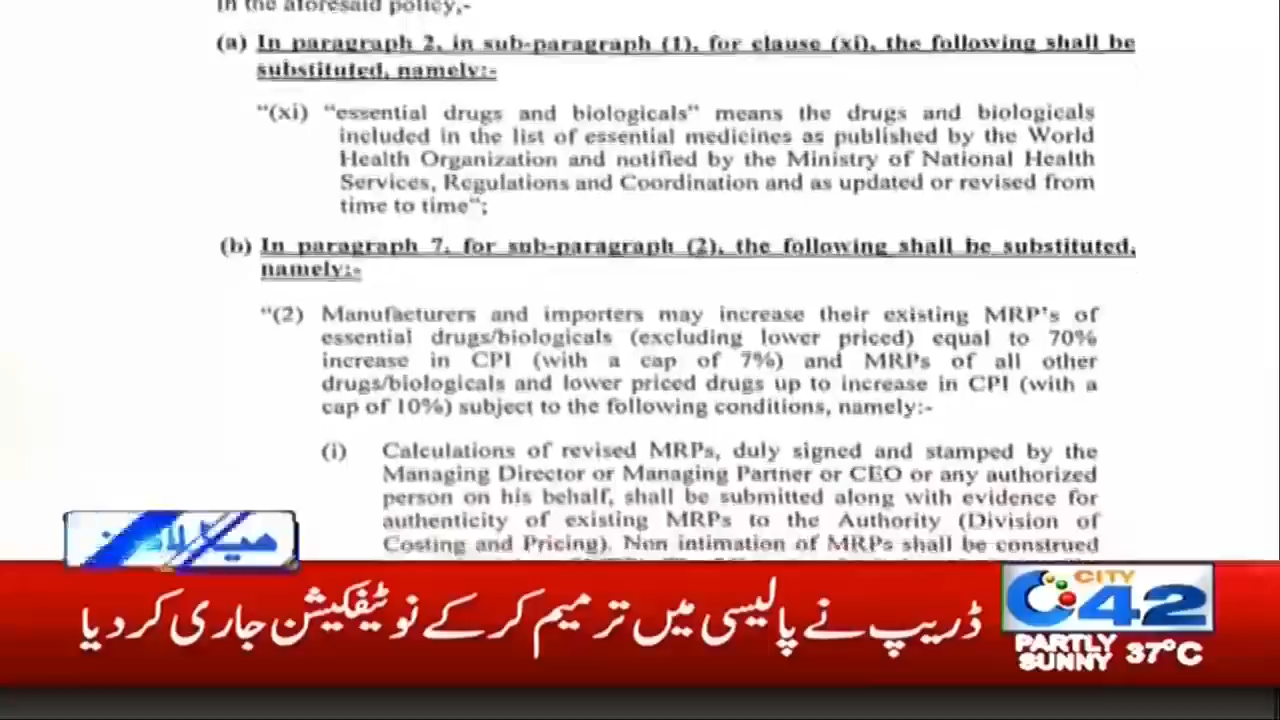 in the aforesaid policy,-
(a) In paragraph 2, in sub-paragraph (1), for clause (xi), the following shall be
substituted, namely:-
"(xi) "essential drugs and biologicals" means the drugs and biologicals
included in the list of essential medicines as published by the World
Health Organization and notified by the Ministry of National Health
Services, Regulations and Coordination and as updated or revised from
time to time";
(b) In paragraph 7, for sub-paragraph (2), the following shall be substituted,
namely:-
"(2) Manufacturers and importers may increase their existing MRP's of
essential drugs/biologicals (excluding lower priced) equal to 70%
increase in CPI (with a cap of 7%) and MRPs of all other
drugs/biologicals and lower priced drugs up to increase in CPI (with a
cap of 10%) subject to the following conditions, namely:-
(i) Calculations of revised MRPs, duly signed and stamped by the
Managing Director or Managing Partner or CEO or any authorized
person on his behalf, shall be submitted along with evidence for
authenticity of existing MRPs to the Authority (Division of
Costing and Pricing). Non intimation of MRPs shall be construed
ڈریپ نے پالیسی میں ترمیم کر کے نوٹیفکیشن جاری کر دیا
CITY
42
PARTLY
SUNNY 37°C